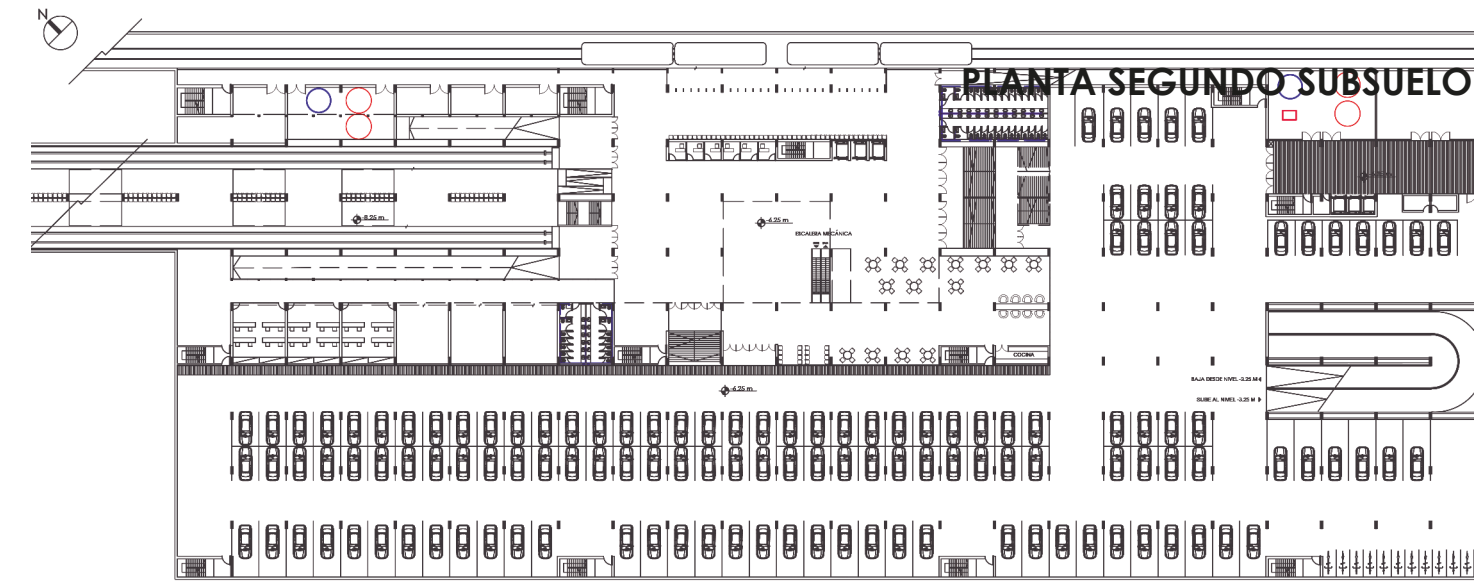 N
PLANTA SEGUNDO SUBSUELO
-8.25 m
-6.25 m
ESCALERA MECÁNICA
COCINA
BAJA DESDE NIVEL -3.25 M
SUBE AL NIVEL -3.25 M
-6.25 m